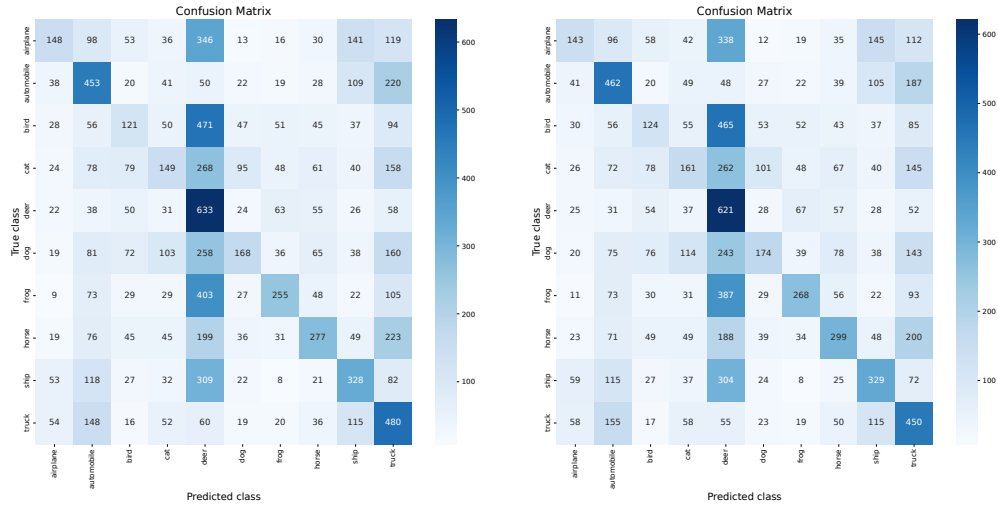 Confusion Matrix
airplane 148 98 53 36 346 13 16 30 141 119
automobile 38 453 20 41 50 22 19 28 109 220
bird 28 56 121 50 471 47 51 45 37 94
cat 24 78 79 149 268 95 48 61 40 158
deer 22 38 50 31 633 24 63 55 26 58
dog 19 81 72 103 258 168 36 65 38 160
frog 9 73 29 29 403 27 255 48 22 105
horse 19 76 45 45 199 36 31 277 49 223
ship 53 118 27 32 309 22 8 21 328 82
truck 54 148 16 52 60 19 20 36 115 480
True class
airplane automobile bird cat deer dog frog horse ship truck
Predicted class
600
500
400
300
200
100
Confusion Matrix
airplane 143 96 58 42 338 12 19 35 145 112
automobile 41 462 20 49 48 27 22 39 105 187
bird 30 56 124 55 465 53 52 43 37 85
cat 26 72 78 161 262 101 48 67 40 145
deer 25 31 54 37 621 28 67 57 28 52
dog 20 75 76 114 243 174 39 78 38 143
frog 11 73 30 31 387 29 268 56 22 93
horse 23 71 49 49 188 39 34 299 48 200
ship 59 115 27 37 304 24 8 25 329 72
truck 58 155 17 58 55 23 19 50 115 450
True class
airplane automobile bird cat deer dog frog horse ship truck
Predicted class
600
500
400
300
200
100